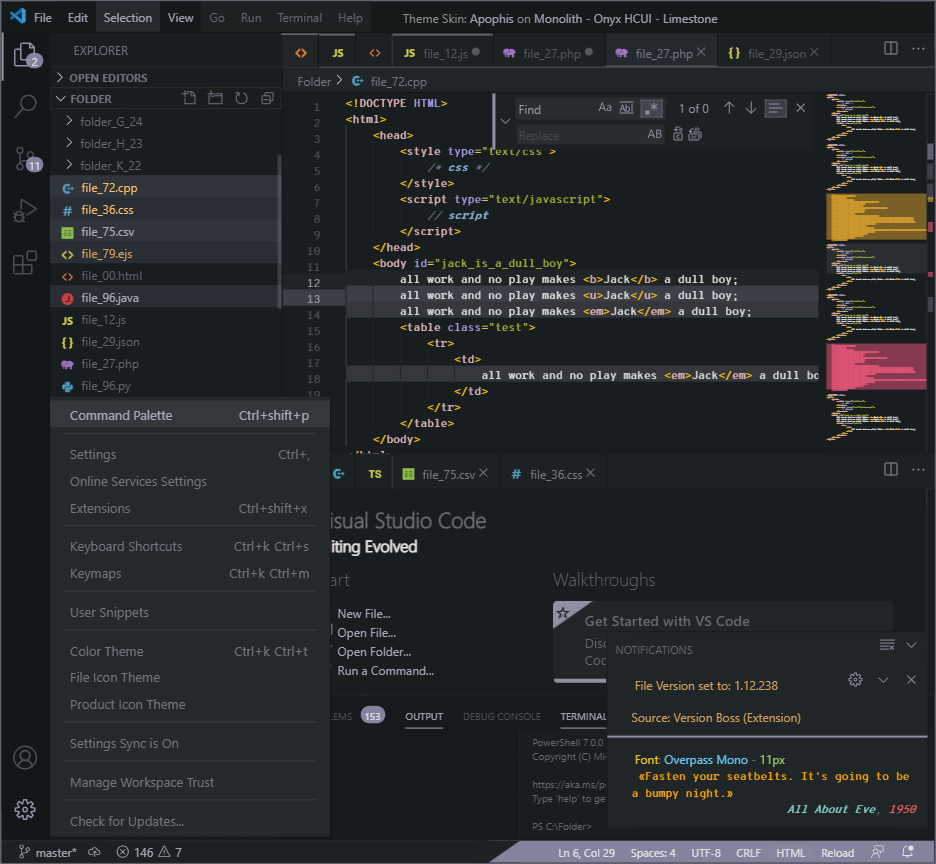 File Edit Selection View Go Run Terminal Help Theme Skin: Apophis on Monolith - Onyx HCUI - Limestone
2
11
EXPLORER
OPEN EDITORS
FOLDER
folder_G_24
folder_H_23
folder_K_22
file_72.cpp
# file_36.css
file_75.csv
file_79.ejs
file_00.html
file_96.java
JS file_12.js
{} file_29.json
file_27.php
file_96.py
<> JS <> JS file_12.js file_27.php file_27.php × {} file_29.json ×
Folder > file_72.cpp
Find Aa Abl .* 1 of 0
Replace AB
1 <!DOCTYPE HTML>
2 <html>
3 <head>
4 <style type="text/css">
5 /* css */
6 </style>
7 <script type="text/javascript">
8 // script
9 </script>
10 </head>
11 <body id="jack_is_a_dull_boy">
12 all work and no play makes <b>Jack</b> a dull boy;
13 all work and no play makes <u>Jack</u> a dull boy;
14 all work and no play makes <em>Jack</em> a dull boy;
15 <table class="test">
16 <tr>
17 <td>
18 all work and no play makes <em>Jack</em> a dull bo
19 </td>
</tr>
</table>
</body>
</html>
Command Palette Ctrl+shift+p
Settings Ctrl+,
Online Services Settings
Extensions Ctrl+shift+x
Keyboard Shortcuts Ctrl+k Ctrl+s
Keymaps Ctrl+k Ctrl+m
User Snippets
Color Theme Ctrl+k Ctrl+t
File Icon Theme
Product Icon Theme
Settings Sync is On
Manage Workspace Trust
Check for Updates...
TS file_75.csv × # file_36.css ×
isual Studio Code
iting Evolved
art
New File...
Open File...
Open Folder...
Run a Command...
Walkthroughs
Get Started with VS Code
Disc
Coc
LEMS 153 OUTPUT DEBUG CONSOLE TERMINAL
PowerShell 7.0.0
Copyright (C) Mi
https://aka.ms/p
Type 'help' to ge
PS C:\Folder>
NOTIFICATIONS
File Version set to: 1.12.238
Source: Version Boss (Extension)
Font: Overpass Mono - 11px
«Fasten your seatbelts. It's going to be
a bumpy night.»
All About Eve, 1950
master* 146 7 Ln 6, Col 29 Spaces: 4 UTF-8 CRLF HTML Reload